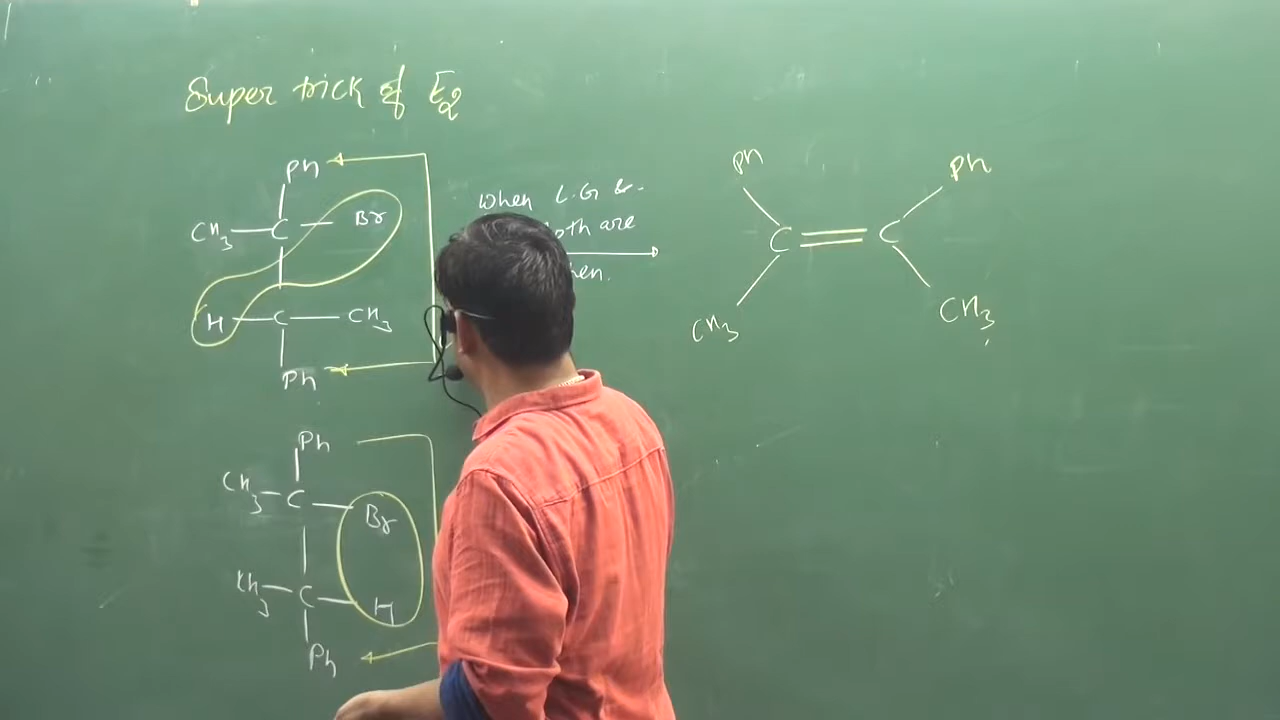 Super trick of E2
Ph
CH3 — C — Br
H — C — CH3
Ph
When L.G &
are
Ph Ph
C = C
CH3 CH3
Ph
CH3 — C — Br
CH3 — C — H
Ph